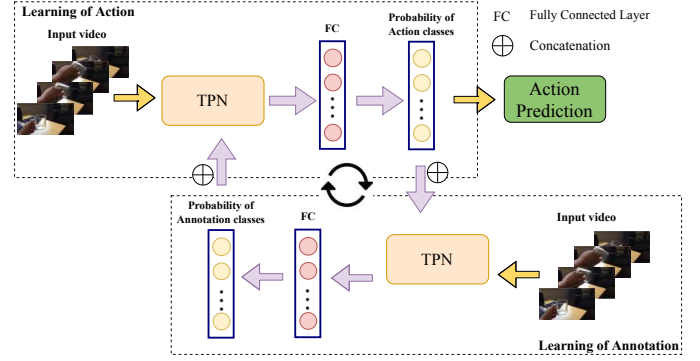 Learning of Action
Input video
TPN
FC
Probability of
Action classes
FC Fully Connected Layer
Concatenation
Action
Prediction
Probability of
Annotation classes
FC
TPN
Input video
Learning of Annotation